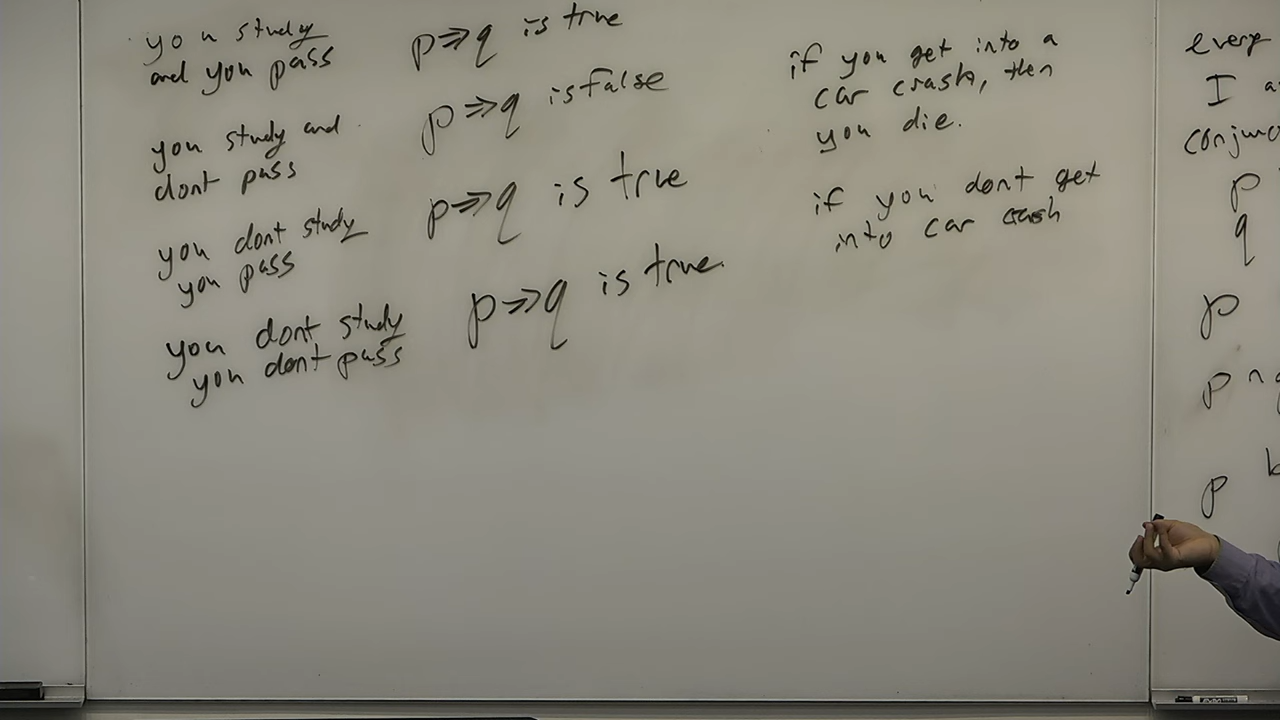 you study
and you pass
p⇒q is true
you study and
dont pass
p⇒q is false
you dont study
you pass
p⇒q is true
you dont study
you dont pass
p⇒q is true.
if you get into a
car crash, then
you die.
if you dont get
into car crash
every
I
p
q
p
p ∧
p